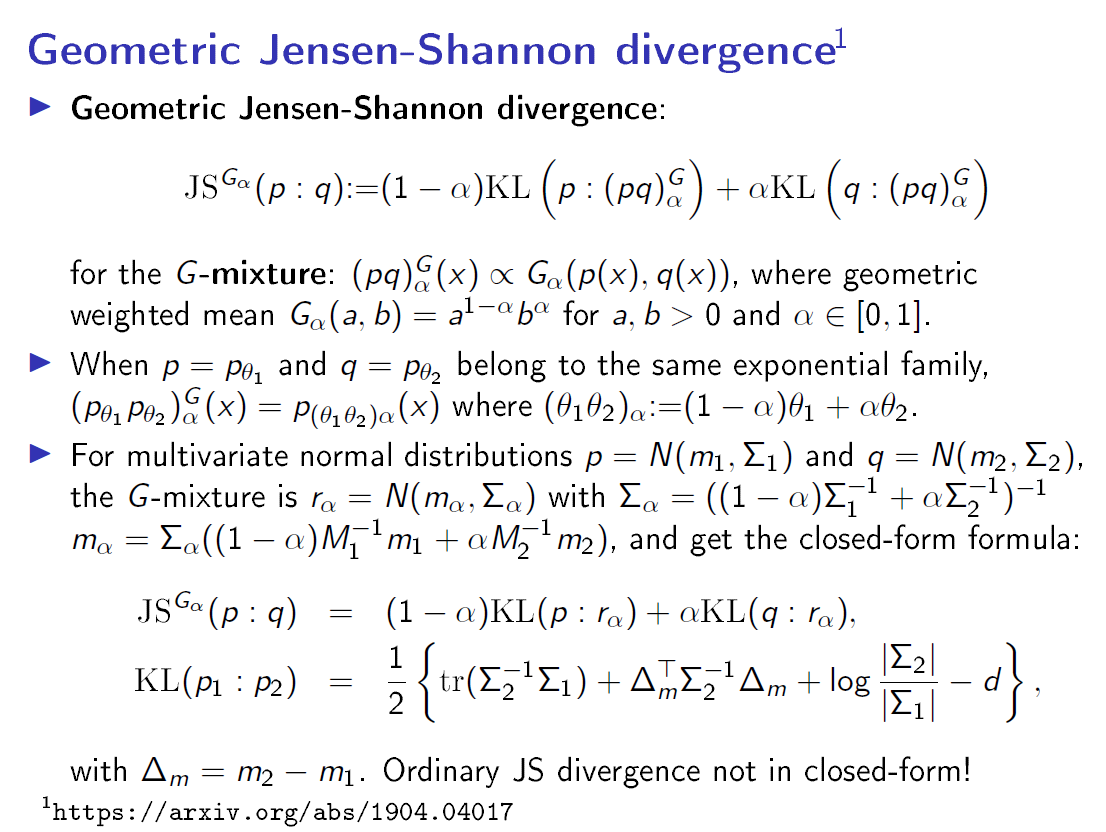 Geometric Jensen-Shannon divergence¹
▶ Geometric Jensen-Shannon divergence:
$\mathrm{JS}^{G_\alpha}(p:q) := (1-\alpha)\mathrm{KL}\left(p:(pq)^G_\alpha\right) + \alpha\mathrm{KL}\left(q:(pq)^G_\alpha\right)$
for the G-mixture: $(pq)^G_\alpha(x) \propto G_\alpha(p(x), q(x))$, where geometric
weighted mean $G_\alpha(a, b) = a^{1-\alpha}b^\alpha$ for $a, b > 0$ and $\alpha \in [0, 1]$.
▶ When $p = p_{\theta_1}$ and $q = p_{\theta_2}$ belong to the same exponential family,
$(p_{\theta_1}p_{\theta_2})^G_\alpha(x) = p_{(\theta_1\theta_2)\alpha}(x)$ where $(\theta_1\theta_2)_\alpha := (1-\alpha)\theta_1 + \alpha\theta_2$.
▶ For multivariate normal distributions $p = N(m_1, \Sigma_1)$ and $q = N(m_2, \Sigma_2)$,
the G-mixture is $r_\alpha = N(m_\alpha, \Sigma_\alpha)$ with $\Sigma_\alpha = ((1-\alpha)\Sigma_1^{-1} + \alpha\Sigma_2^{-1})^{-1}$
$m_\alpha = \Sigma_\alpha((1-\alpha)M_1^{-1}m_1 + \alpha M_2^{-1}m_2)$, and get the closed-form formula:
$\mathrm{JS}^{G_\alpha}(p:q) = (1-\alpha)\mathrm{KL}(p:r_\alpha) + \alpha\mathrm{KL}(q:r_\alpha),$
$\mathrm{KL}(p_1:p_2) = \frac{1}{2}\left\{\mathrm{tr}(\Sigma_2^{-1}\Sigma_1) + \Delta_m^\top\Sigma_2^{-1}\Delta_m + \log\frac{|\Sigma_2|}{|\Sigma_1|} - d\right\},$
with $\Delta_m = m_2 - m_1$. Ordinary JS divergence not in closed-form!
¹https://arxiv.org/abs/1904.04017